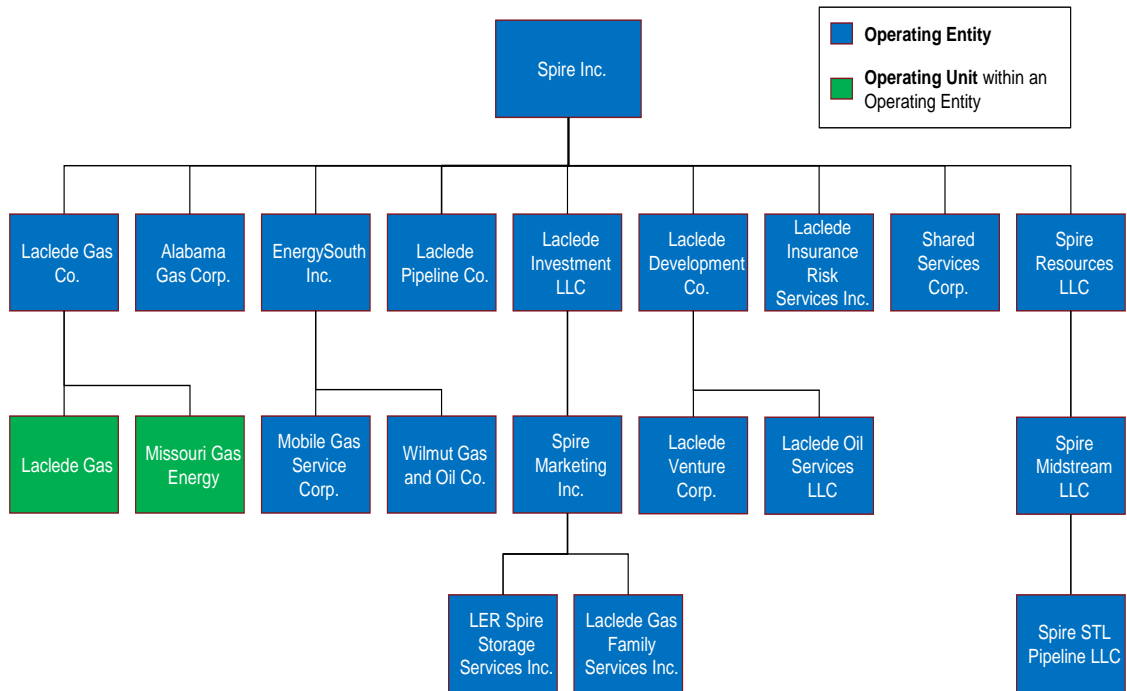 Spire Inc.
Operating Entity
Operating Unit within an
Operating Entity
Laclede Gas
Co.
Alabama
Gas Corp.
EnergySouth
Inc.
Laclede
Pipeline Co.
Laclede
Investment
LLC
Laclede
Development
Co.
Laclede
Insurance
Risk
Services Inc.
Shared
Services
Corp.
Spire
Resources
LLC
Laclede Gas
Missouri Gas
Energy
Mobile Gas
Service
Corp.
Wilmut Gas
and Oil Co.
Spire
Marketing
Inc.
Laclede
Venture
Corp.
Laclede Oil
Services
LLC
Spire
Midstream
LLC
LER Spire
Storage
Services Inc.
Laclede Gas
Family
Services Inc.
Spire STL
Pipeline LLC